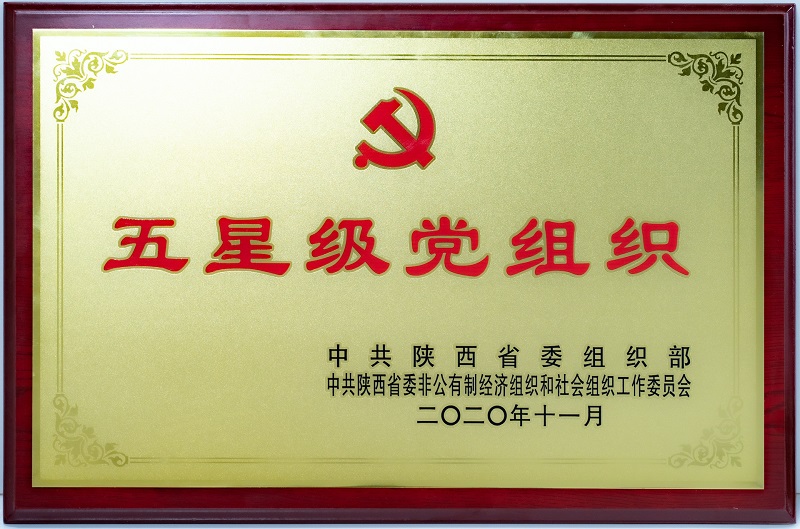 五星级党组织
中共陕西省委组织部
中共陕西省委非公有制经济组织和社会组织工作委员会
二〇二〇年十一月